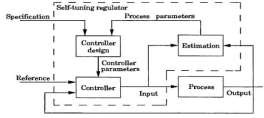 Self-tuning regulator
Specification
Process parameters
Controller
design
Estimation
Controller
parameters
Reference
Controller
Process
Input
Output